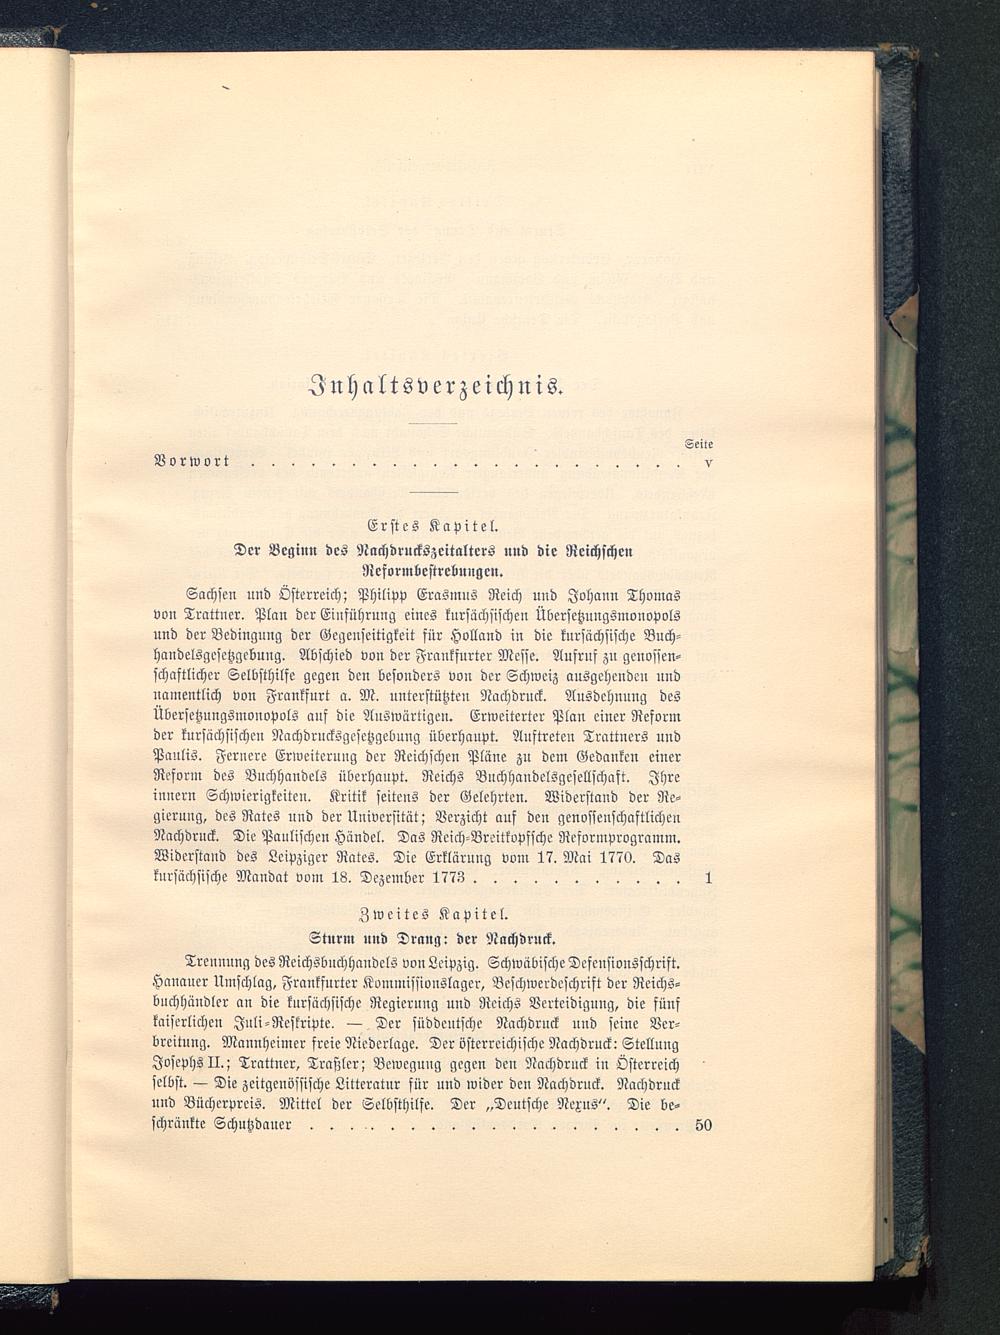 Inhaltsverzeichnis.
Seite
Vorwort . . . . . . . . . . . . . . . . . . . . . . V
Erstes Kapitel.
Der Beginn des Nachdruckszeitalters und die Reichschen
Reformbestrebungen.
Sachsen und Österreich; Philipp Erasmus Reich und Johann Thomas
von Trattner. Plan der Einführung eines kursächsischen Übersetzungsmonopols
und der Bedingung der Gegenseitigkeit für Holland in die kursächsische Buch-
handelsgesetzgebung. Abschied von der Frankfurter Messe. Aufruf zu genossen-
schaftlicher Selbsthilfe gegen den besonders von der Schweiz ausgehenden und
namentlich von Frankfurt a. M. unterstützten Nachdruck. Ausdehnung des
Übersetzungsmonopols auf die Auswärtigen. Erweiterter Plan einer Reform
der kursächsischen Nachdrucksgesetzgebung überhaupt. Auftreten Trattners und
Paulis. Fernere Erweiterung der Reichschen Pläne zu dem Gedanken einer
Reform des Buchhandels überhaupt. Reichs Buchhandelsgesellschaft. Ihre
innern Schwierigkeiten. Kritik seitens der Gelehrten. Widerstand der Re-
gierung, des Rates und der Universität; Verzicht auf den genossenschaftlichen
Nachdruck. Die Paulischen Händel. Das Reich-Breitkopfsche Reformprogramm.
Widerstand des Leipziger Rates. Die Erklärung vom 17. Mai 1770. Das
kursächsische Mandat vom 18. Dezember 1773 . . . . . . . . . . . 1
Zweites Kapitel.
Sturm und Drang: der Nachdruck.
Trennung des Reichsbuchhandels von Leipzig. Schwäbische Defensionsschrift.
Hanauer Umschlag, Frankfurter Kommissionslager, Beschwerdeschrift der Reichs-
buchhändler an die kursächsische Regierung und Reichs Verteidigung, die fünf
kaiserlichen Juli-Reskripte. — Der süddeutsche Nachdruck und seine Ver-
breitung. Mannheimer freie Niederlage. Der österreichische Nachdruck: Stellung
Josephs II.; Trattner, Traßler; Bewegung gegen den Nachdruck in Österreich
selbst. — Die zeitgenössische Litteratur für und wider den Nachdruck. Nachdruck
und Bücherpreis. Mittel der Selbsthilfe. Der „Deutsche Nexus“. Die be-
schränkte Schutzdauer . . . . . . . . . . . . . . . . . . . 50